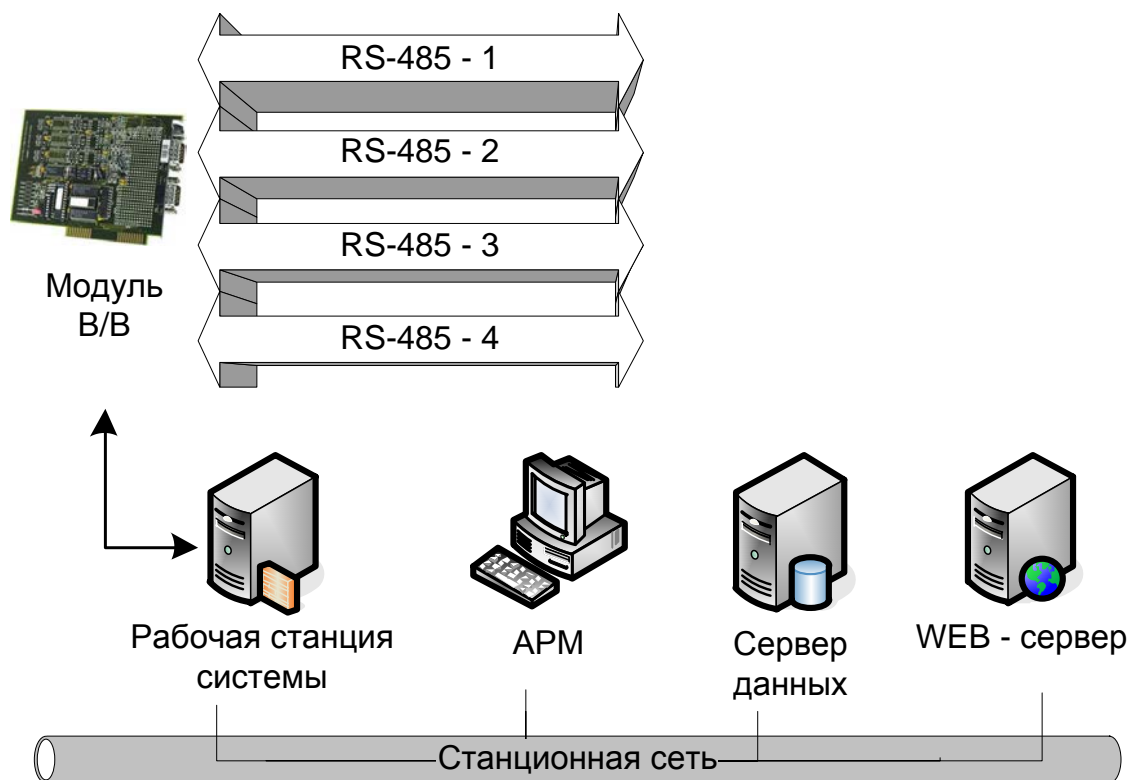 RS-485 - 1
RS-485 - 2
RS-485 - 3
RS-485 - 4
Модуль
В/В
Рабочая станция
системы
АРМ
Сервер
данных
WEB - сервер
Станционная сеть